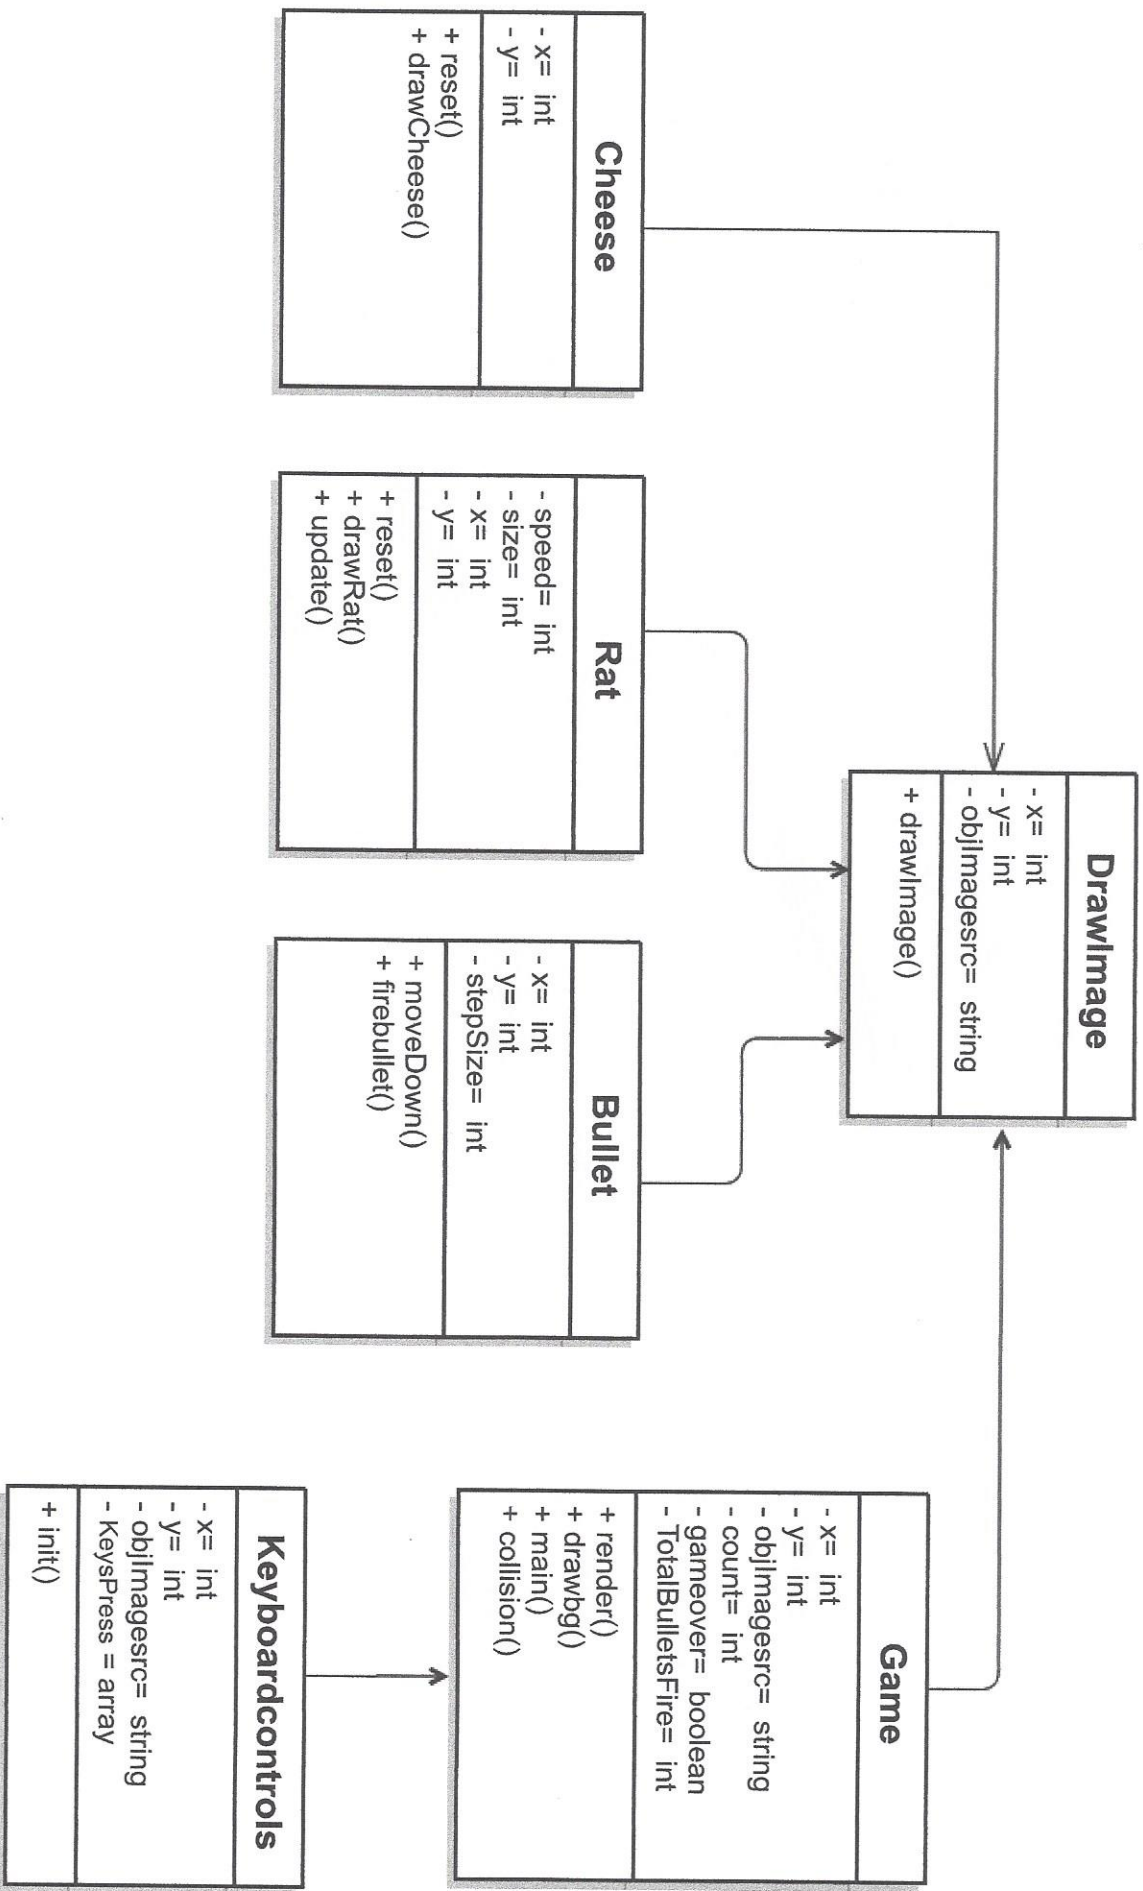 DrawImage
- x= int
- y= int
- objImagesrc= string
+ drawImage()
Cheese
- x= int
- y= int
+ reset()
+ drawCheese()
Rat
- speed= int
- size= int
- x= int
- y= int
+ reset()
+ drawRat()
+ update()
Bullet
- x= int
- y= int
- stepSize= int
+ moveDown()
+ firebullet()
Game
- x= int
- y= int
- objImagesrc= string
- count= int
- gameover= boolean
- TotalBulletsFire= int
+ render()
+ drawbg()
+ main()
+ collision()
Keyboardcontrols
- x= int
- y= int
- objImagesrc= string
- KeysPress = array
+ init()